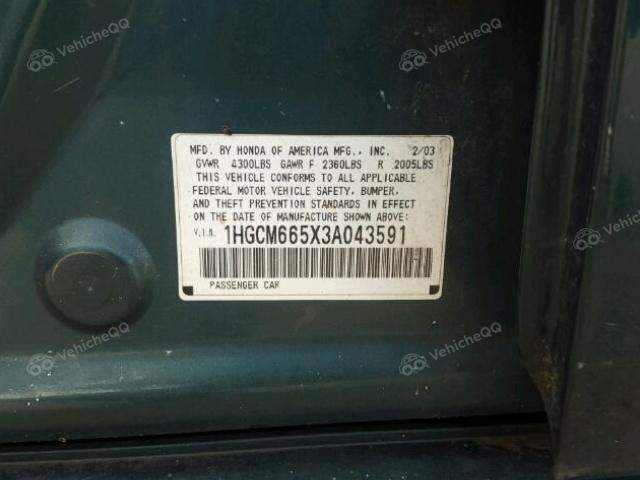 VehicheQQ VehicheQQ
MFD. BY HONDA OF AMERICA MFG., INC. 2/03
GVWR 4300LBS GAWR F 2360LBS R 2005LBS
THIS VEHICLE CONFORMS TO ALL APPLICABLE
FEDERAL MOTOR VEHICLE SAFETY, BUMPER,
AND THEFT PREVENTION STANDARDS IN EFFECT
ON THE DATE OF MANUFACTURE SHOWN ABOVE:
V.I.N. 1HGCM665X3A043591
VehicheQQ VehicheQQ
PASSENGER CAR
VehicheQQ VehicheQQ